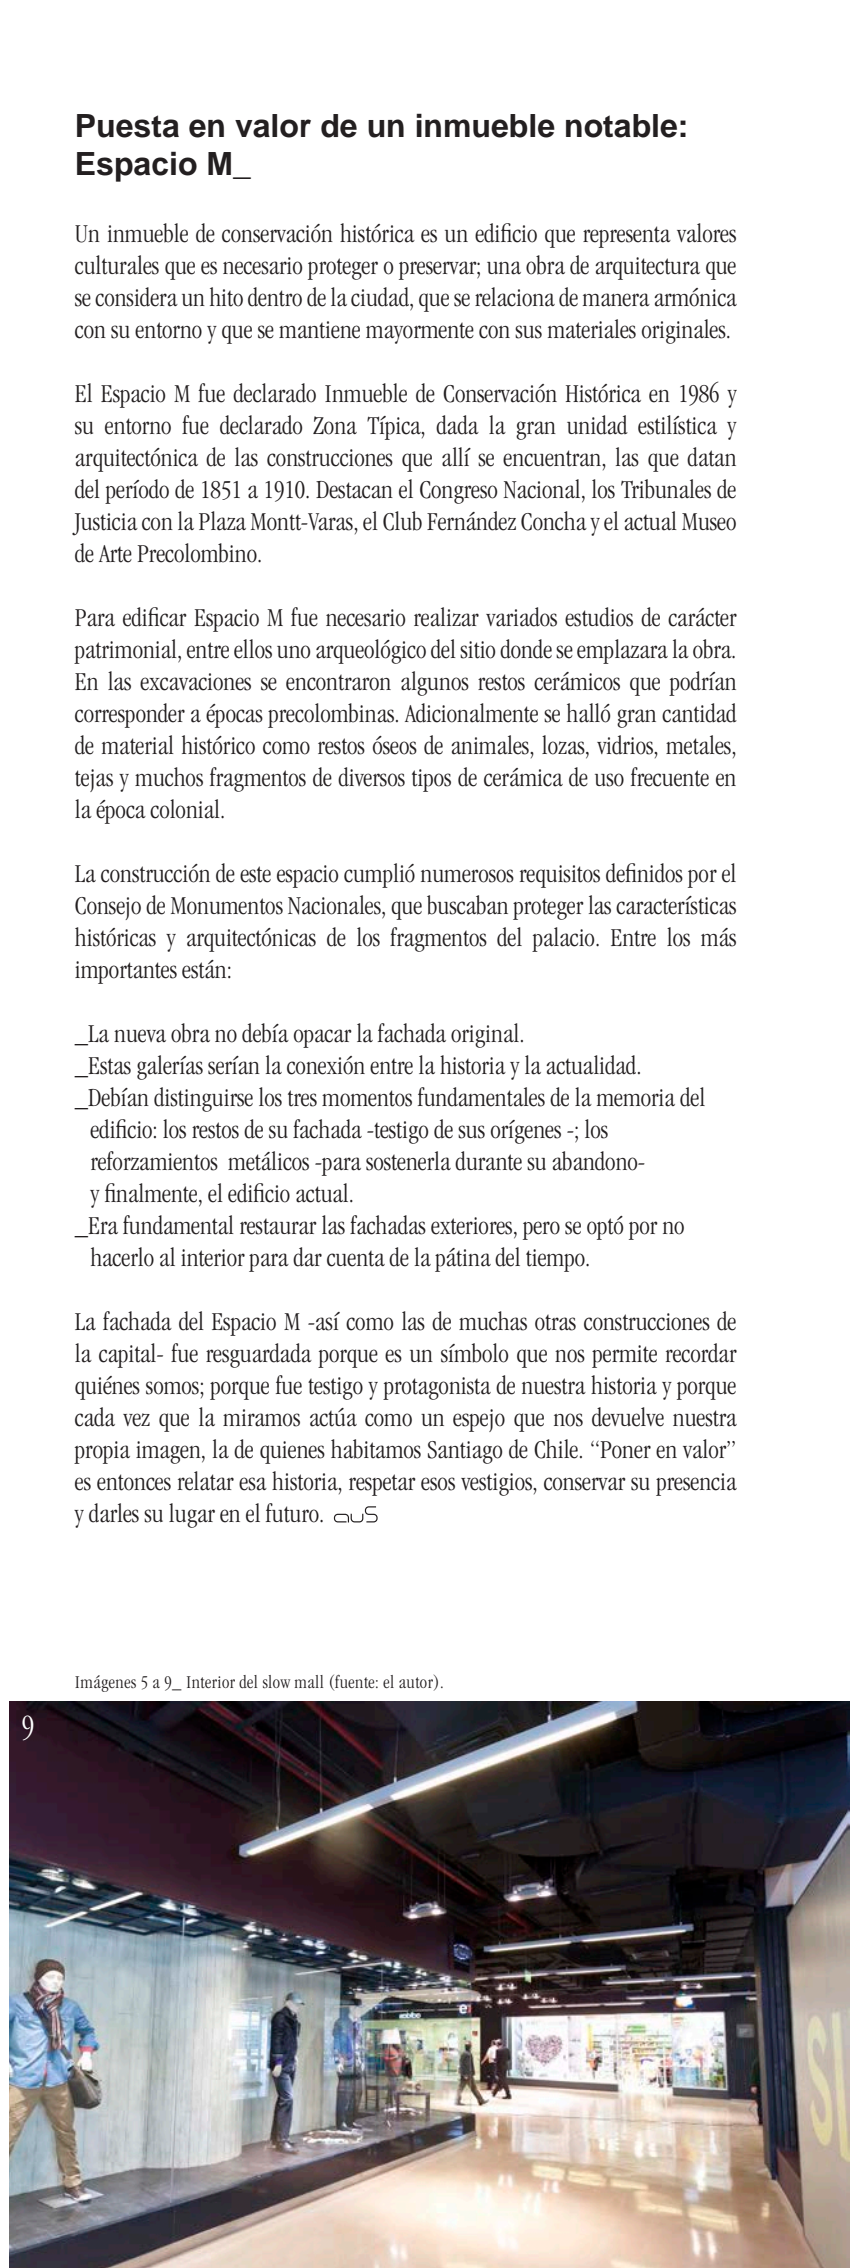 Puesta en valor de un inmueble notable:
Espacio M_
Un inmueble de conservación histórica es un edificio que representa valores
culturales que es necesario proteger o preservar; una obra de arquitectura que
se considera un hito dentro de la ciudad, que se relaciona de manera armónica
con su entorno y que se mantiene mayormente con sus materiales originales.
El Espacio M fue declarado Inmueble de Conservación Histórica en 1986 y
su entorno fue declarado Zona Típica, dada la gran unidad estilística y
arquitectónica de las construcciones que allí se encuentran, las que datan
del período de 1851 a 1910. Destacan el Congreso Nacional, los Tribunales de
Justicia con la Plaza Montt-Varas, el Club Fernández Concha y el actual Museo
de Arte Precolombino.
Para edificar Espacio M fue necesario realizar variados estudios de carácter
patrimonial, entre ellos uno arqueológico del sitio donde se emplazara la obra.
En las excavaciones se encontraron algunos restos cerámicos que podrían
corresponder a épocas precolombinas. Adicionalmente se halló gran cantidad
de material histórico como restos óseos de animales, lozas, vidrios, metales,
tejas y muchos fragmentos de diversos tipos de cerámica de uso frecuente en
la época colonial.
La construcción de este espacio cumplió numerosos requisitos definidos por el
Consejo de Monumentos Nacionales, que buscaban proteger las características
históricas y arquitectónicas de los fragmentos del palacio. Entre los más
importantes están:
_La nueva obra no debía opacar la fachada original.
_Estas galerías serían la conexión entre la historia y la actualidad.
_Debían distinguirse los tres momentos fundamentales de la memoria del
edificio: los restos de su fachada -testigo de sus orígenes -; los
reforzamientos metálicos -para sostenerla durante su abandono-
y finalmente, el edificio actual.
_Era fundamental restaurar las fachadas exteriores, pero se optó por no
hacerlo al interior para dar cuenta de la pátina del tiempo.
La fachada del Espacio M -así como las de muchas otras construcciones de
la capital- fue resguardada porque es un símbolo que nos permite recordar
quiénes somos; porque fue testigo y protagonista de nuestra historia y porque
cada vez que la miramos actúa como un espejo que nos devuelve nuestra
propia imagen, la de quienes habitamos Santiago de Chile. “Poner en valor”
es entonces relatar esa historia, respetar esos vestigios, conservar su presencia
y darles su lugar en el futuro. auS
Imágenes 5 a 9_ Interior del slow mall (fuente: el autor).
9